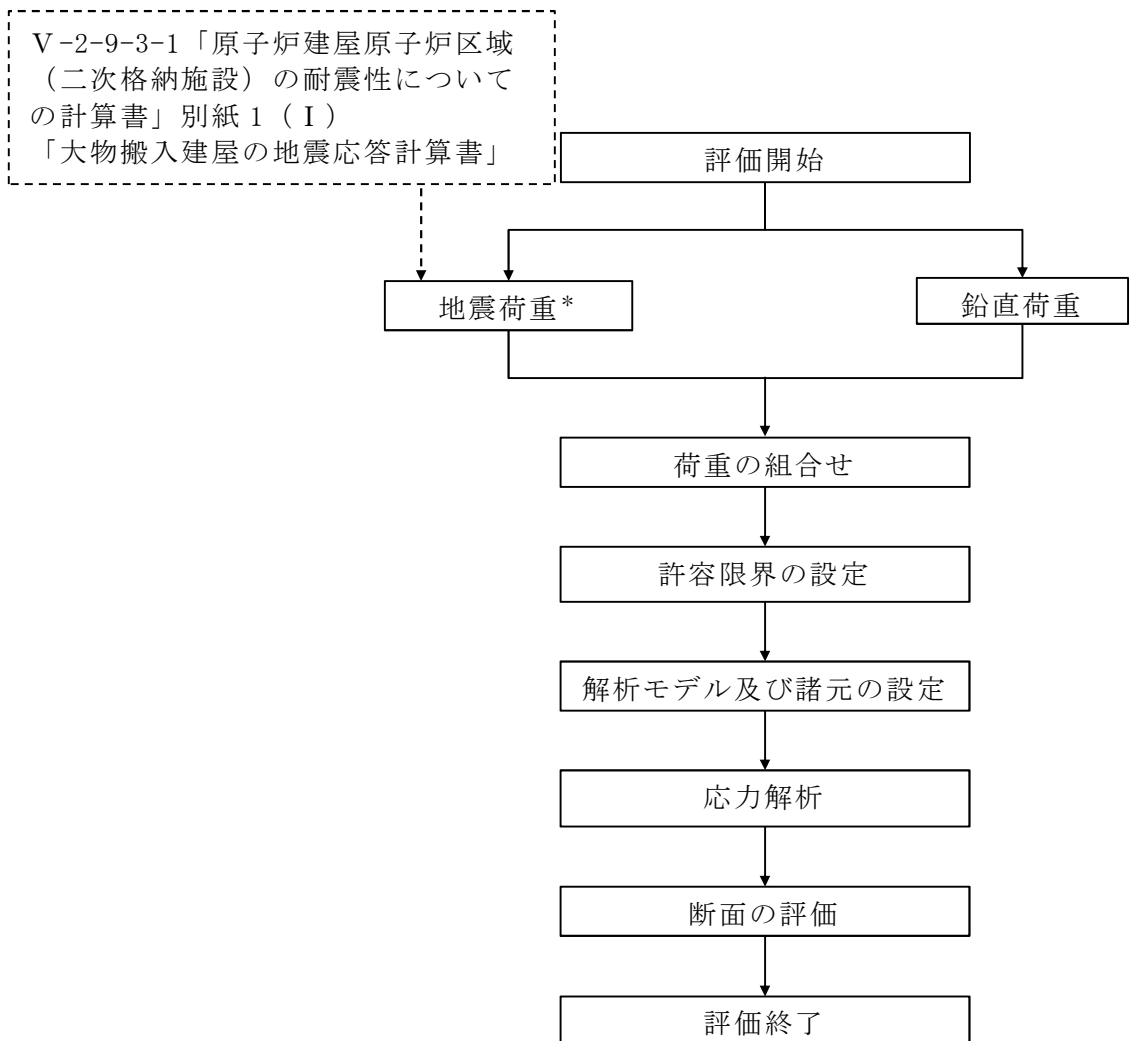 Ⅴ-2-9-3-1「原子炉建屋原子炉区域
（二次格納施設）の耐震性について
の計算書」別紙1（Ⅰ）
「大物搬入建屋の地震応答計算書」
評価開始
地震荷重*
鉛直荷重
荷重の組合せ
許容限界の設定
解析モデル及び諸元の設定
応力解析
断面の評価
評価終了